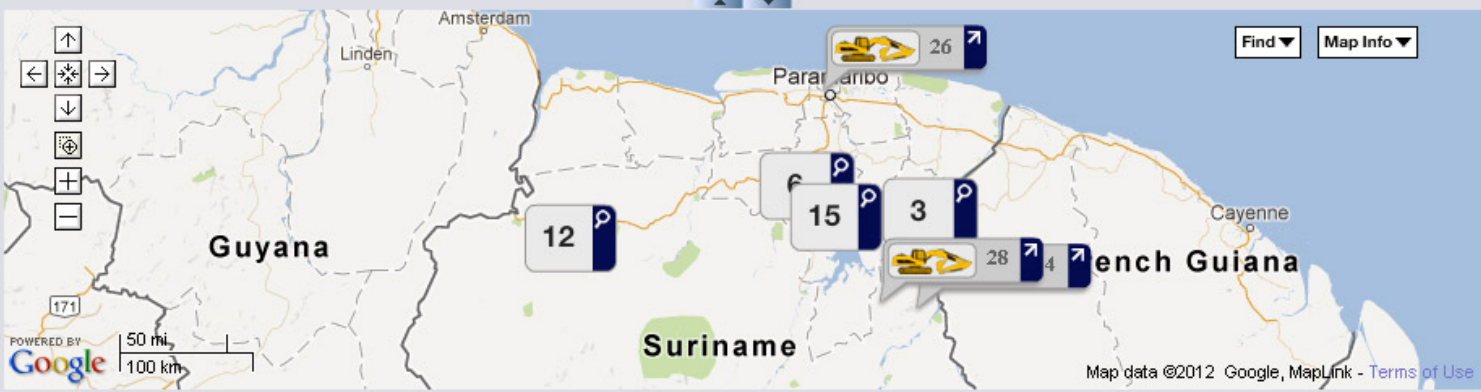 Amsterdam
Linden
26
Find
Map Info
Paramaribo
6
12
15
3
Cayenne
Guyana
28
4
ench Guiana
171
Suriname
POWERED BY
Google
50 mi
100 km
Map data ©2012 Google, MapLink - Terms of Use